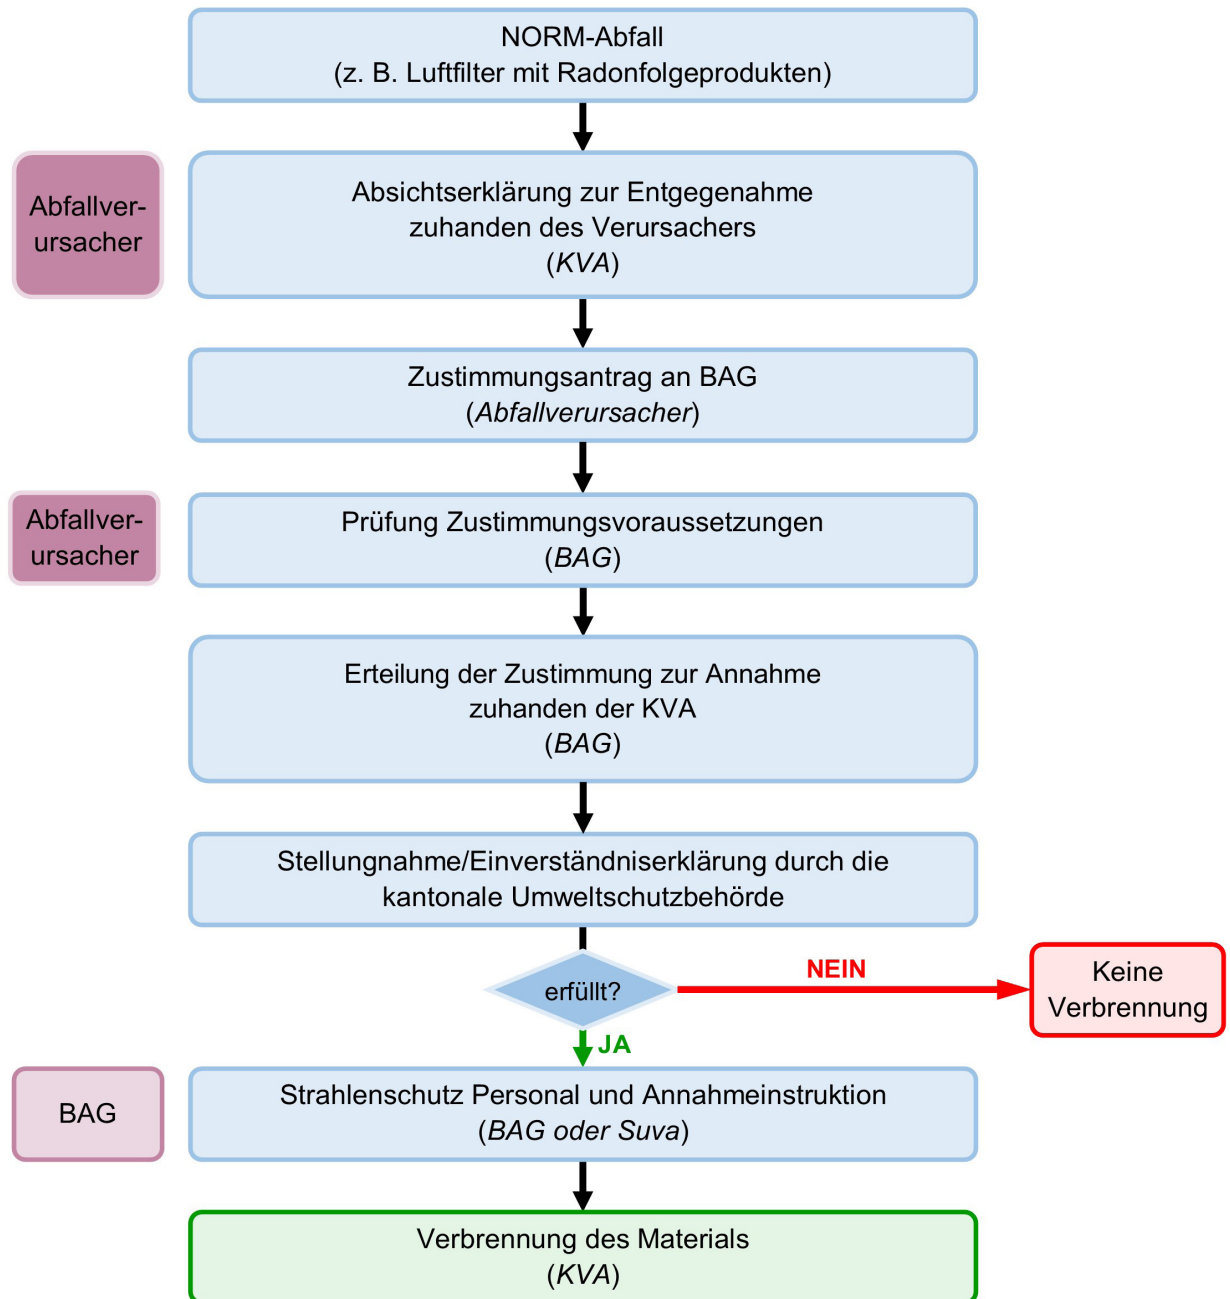 NORM-Abfall
(z. B. Luftfilter mit Radonfolgeprodukten)
Abfallver-
ursacher
Absichtserklärung zur Entgegenahme
zuhanden des Verursachers
(KVA)
Zustimmungsantrag an BAG
(Abfallverursacher)
Abfallver-
ursacher
Prüfung Zustimmungsvoraussetzungen
(BAG)
Erteilung der Zustimmung zur Annahme
zuhanden der KVA
(BAG)
Stellungnahme/Einverständniserklärung durch die
kantonale Umweltschutzbehörde
erfüllt?
NEIN
Keine
Verbrennung
JA
BAG
Strahlenschutz Personal und Annahmeinstruktion
(BAG oder Suva)
Verbrennung des Materials
(KVA)